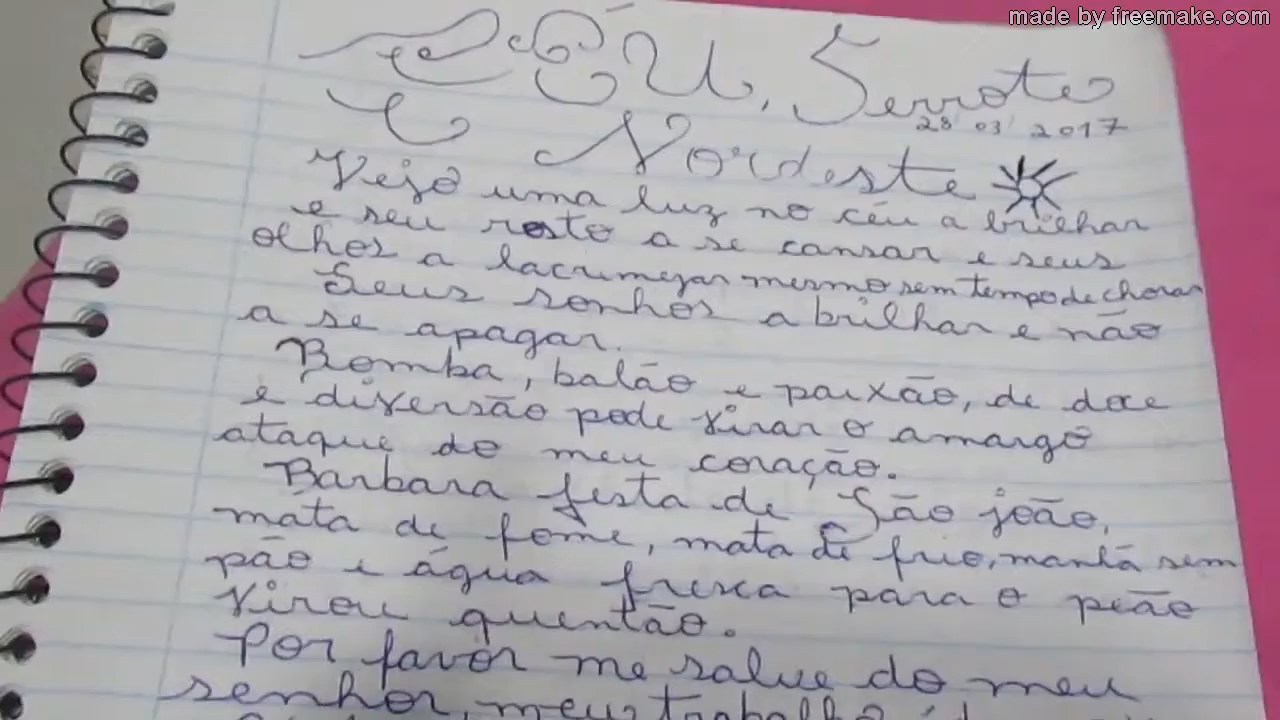 made by freemake.com
CÉU, Serrote
28 03 2017
e Nordeste
Vejo uma luz no céu a brilhar
e seu rosto a se cansar e seus
olhos a lacrimejar mesmo sem tempo de chorar
Seus sonhos a brilhar e não
a se apagar.
Bomba, balão e paixão, de doce
e diversão pode virar o amargo
ataque do meu coração.
Barbara festa de São joão,
mata de fome, mata de frio, manhã sem
pão e água fresca para o peão
virou quentão.
Por favor me salve do meu
senhor, meu trabalho é